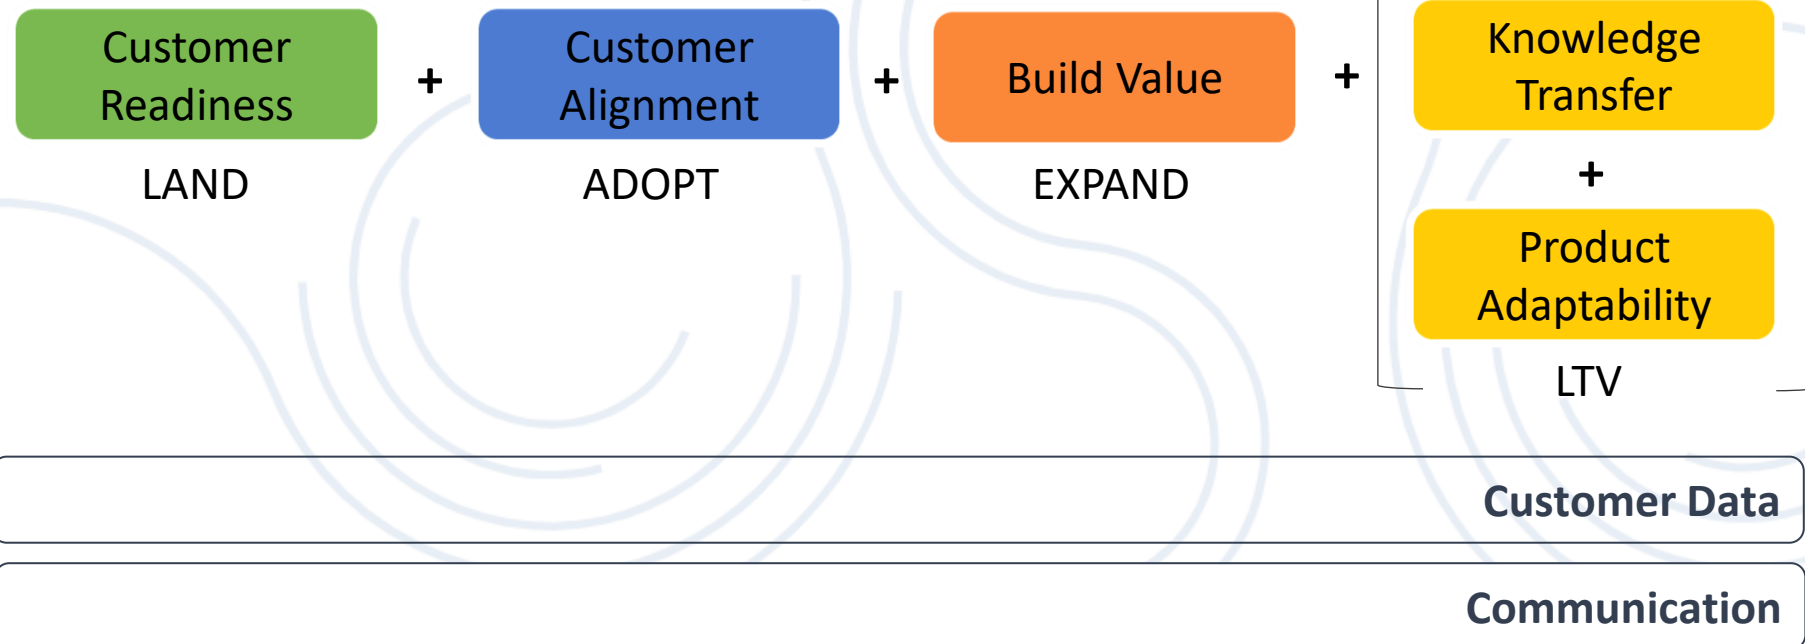 Customer
Readiness
+
Customer
Alignment
+
Build Value
+
Knowledge
Transfer
+
Product
Adaptability
LAND
ADOPT
EXPAND
LTV
Customer Data
Communication